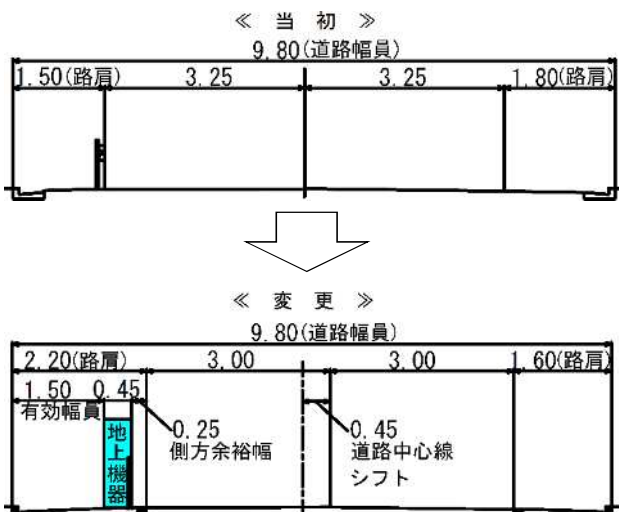 ≪ 当 初 ≫
9.80(道路幅員)
1.50(路肩) 3.25 3.25 1.80(路肩)
≪ 変 更 ≫
9.80(道路幅員)
2.20(路肩) 3.00 3.00 1.60(路肩)
1.50 0.45
有効幅員
地上機器
0.25
側方余裕幅
0.45
道路中心線
シフト